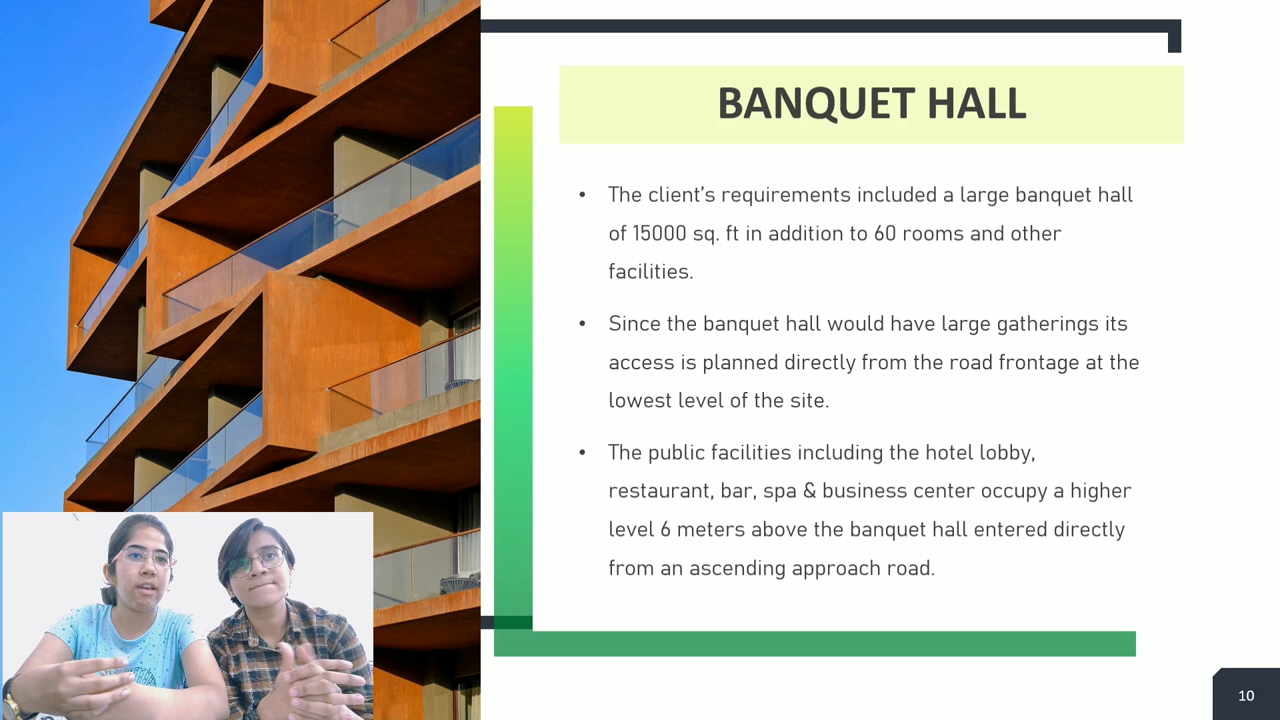 BANQUET HALL
• The client’s requirements included a large banquet hall
of 15000 sq. ft in addition to 60 rooms and other
facilities.
• Since the banquet hall would have large gatherings its
access is planned directly from the road frontage at the
lowest level of the site.
• The public facilities including the hotel lobby,
restaurant, bar, spa & business center occupy a higher
level 6 meters above the banquet hall entered directly
from an ascending approach road.
10